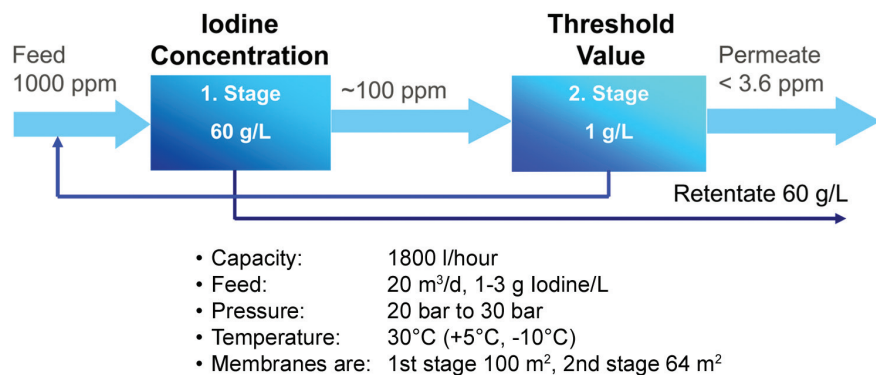 Iodine
Concentration
Threshold
Value
Feed
1000 ppm
1. Stage
60 g/L
~100 ppm
2. Stage
1 g/L
Permeate
< 3.6 ppm
Retentate 60 g/L
• Capacity: 1800 l/hour
• Feed: 20 m³/d, 1-3 g Iodine/L
• Pressure: 20 bar to 30 bar
• Temperature: 30°C (+5°C, -10°C)
• Membranes are: 1st stage 100 m², 2nd stage 64 m²